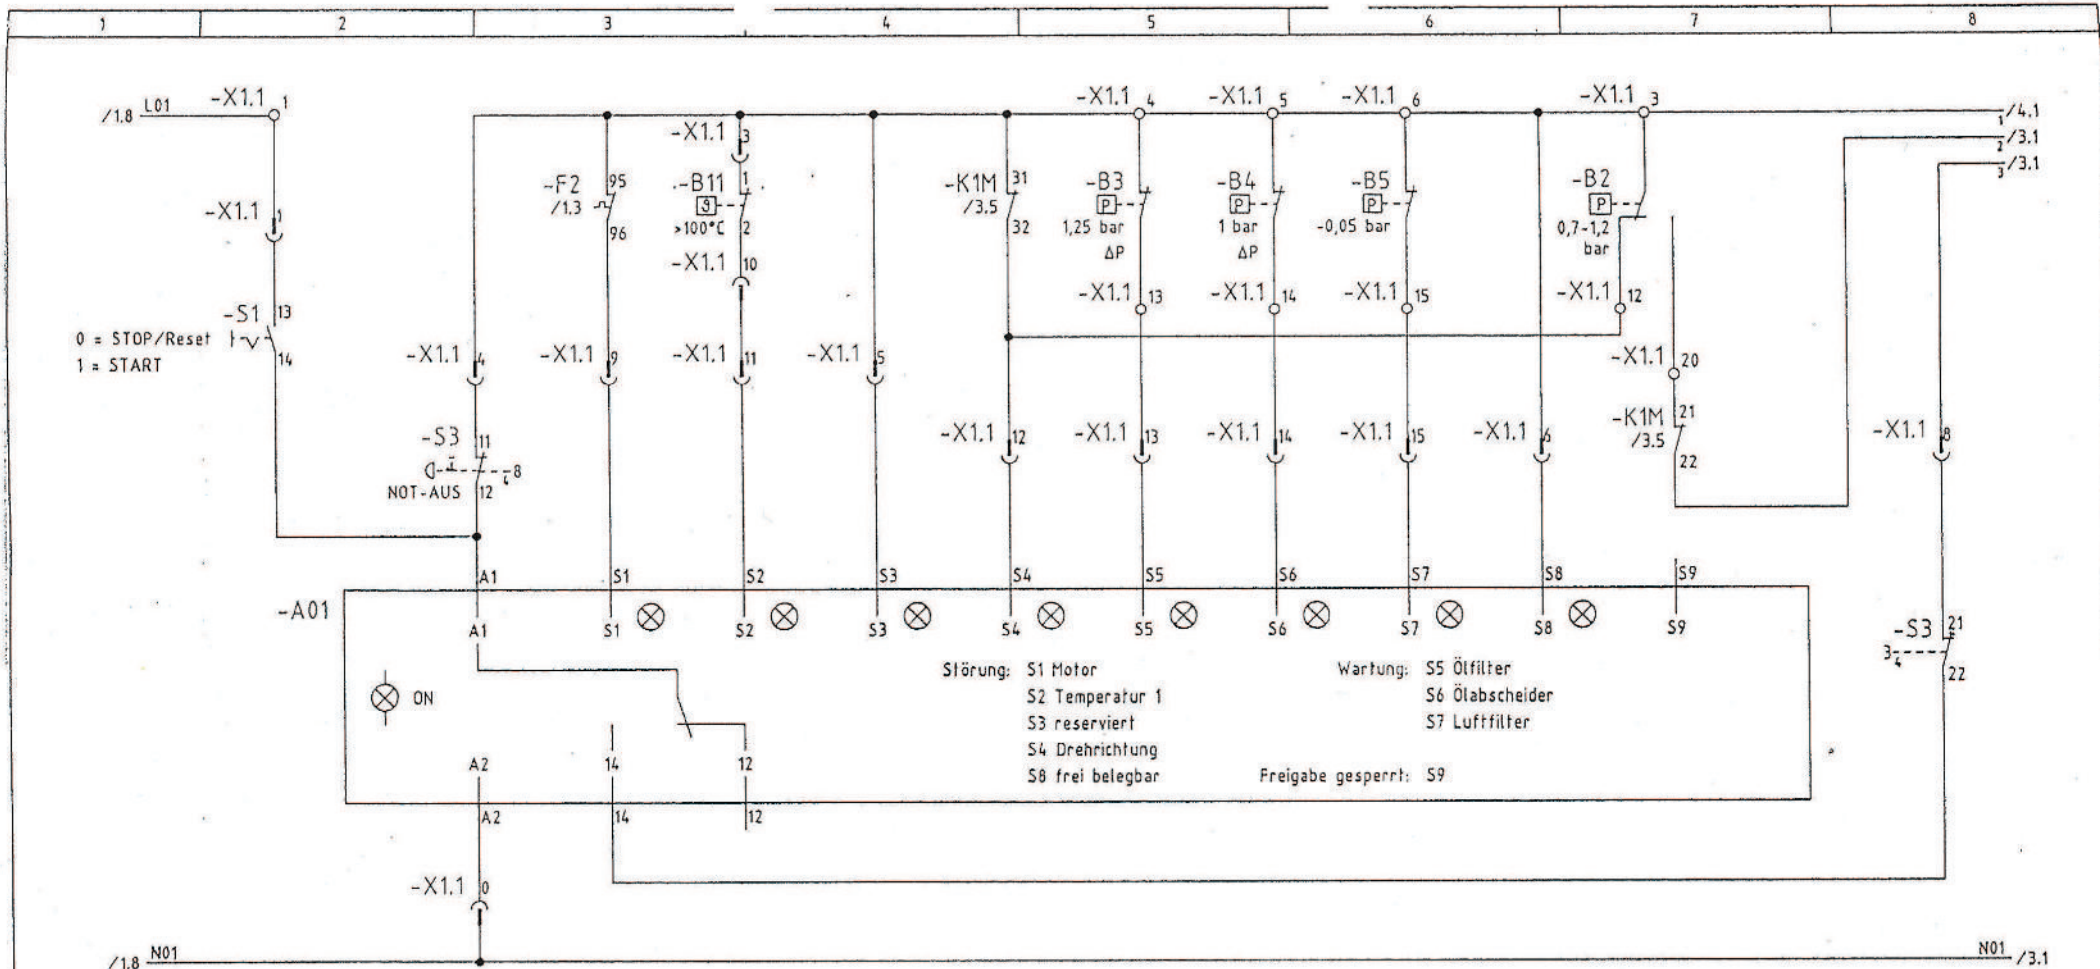 1 2 3 4 5 6 7 8
/1.8 L01 -X1.1 1
-X1.1 4 -X1.1 5 -X1.1 6 -X1.1 3
1 /4.1
2 /3.1
3 /3.1
-X1.1 3
-F2 95
/1.3
96
-B11 1
ϑ
>100°C 2
-K1M 31
/3.5
32
-B3
P
1,25 bar
ΔP
-B4
P
1 bar
ΔP
-B5
P
-0,05 bar
-B2
P
0,7-1,2
bar
-X1.1 1
-X1.1 10
-X1.1 13 -X1.1 14 -X1.1 15 -X1.1 12
-S1 13
0 = STOP/Reset
1 = START
14
-X1.1 4 -X1.1 9 -X1.1 11 -X1.1 5
-X1.1 20
-K1M 21
/3.5
22
-S3 11
NOT-AUS 12
4 8
-X1.1 12 -X1.1 13 -X1.1 14 -X1.1 15 -X1.1 6
-X1.1 8
A1 S1 S2 S3 S4 S5 S6 S7 S8 S9
-A01
A1 S1 S2 S3 S4 S5 S6 S7 S8 S9
-S3 21
3 4
22
ON
Störung: S1 Motor
S2 Temperatur 1
S3 reserviert
S4 Drehrichtung
S8 frei belegbar
Wartung: S5 Ölfilter
S6 Ölabscheider
S7 Luftfilter
Freigabe gesperrt: S9
A2 14 12
A2 14 12
-X1.1 0
/1.8 N01
N01 /3.1